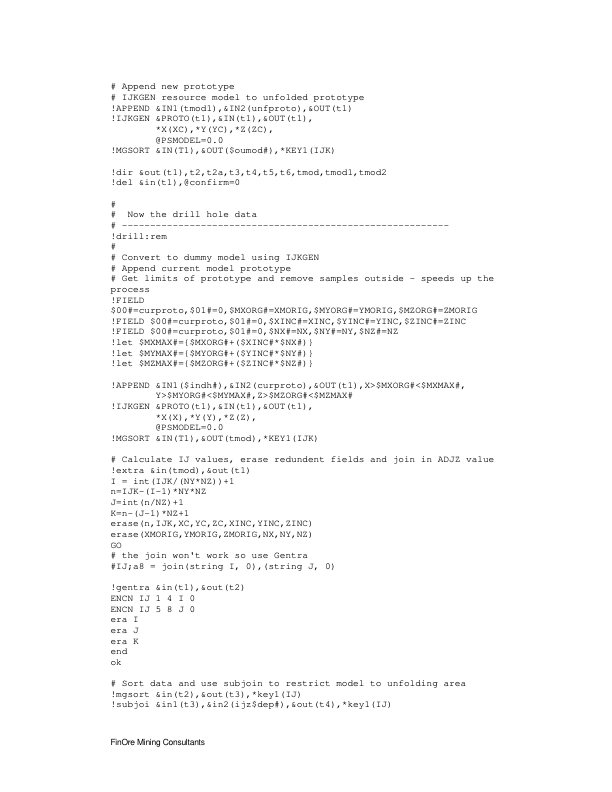 # Append new prototype
# IJKGEN resource model to unfolded prototype
!APPEND &IN1(tmod1),&IN2(unfproto),&OUT(t1)
!IJKGEN &PROTO(t1),&IN(t1),&OUT(t1),
*X(XC),*Y(YC),*Z(ZC),
@PSMODEL=0.0
!MGSORT &IN(T1),&OUT($oumod#),*KEY1(IJK)
!dir &out(t1),t2,t2a,t3,t4,t5,t6,tmod,tmod1,tmod2
!del &in(t1),@confirm=0
#
# Now the drill hole data
# ---------------------------------------------------------
!drill:rem
#
# Convert to dummy model using IJKGEN
# Append current model prototype
# Get limits of prototype and remove samples outside - speeds up the
process
!FIELD
$00#=curproto,$01#=0,$MXORG#=XMORIG,$MYORG#=YMORIG,$MZORG#=ZMORIG
!FIELD $00#=curproto,$01#=0,$XINC#=XINC,$YINC#=YINC,$ZINC#=ZINC
!FIELD $00#=curproto,$01#=0,$NX#=NX,$NY#=NY,$NZ#=NZ
!let $MXMAX#={$MXORG#+($XINC#*$NX#)}
!let $MYMAX#={$MYORG#+($YINC#*$NY#)}
!let $MZMAX#={$MZORG#+($ZINC#*$NZ#)}
!APPEND &IN1($indh#),&IN2(curproto),&OUT(t1),X>$MXORG#<$MXMAX#,
Y>$MYORG#<$MYMAX#,Z>$MZORG#<$MZMAX#
!IJKGEN &PROTO(t1),&IN(t1),&OUT(t1),
*X(X),*Y(Y),*Z(Z),
@PSMODEL=0.0
!MGSORT &IN(T1),&OUT(tmod),*KEY1(IJK)
# Calculate IJ values, erase redundent fields and join in ADJZ value
!extra &in(tmod),&out(t1)
I = int(IJK/(NY*NZ))+1
n=IJK-(I-1)*NY*NZ
J=int(n/NZ)+1
K=n-(J-1)*NZ+1
erase(n,IJK,XC,YC,ZC,XINC,YINC,ZINC)
erase(XMORIG,YMORIG,ZMORIG,NX,NY,NZ)
GO
# the join won't work so use Gentra
#IJ;a8 = join(string I, 0),(string J, 0)
!gentra &in(t1),&out(t2)
ENCN IJ 1 4 I 0
ENCN IJ 5 8 J 0
era I
era J
era K
end
ok
# Sort data and use subjoin to restrict model to unfolding area
!mgsort &in(t2),&out(t3),*key1(IJ)
!subjoi &in1(t3),&in2(ijz$dep#),&out(t4),*key1(IJ)
FinOre Mining Consultants